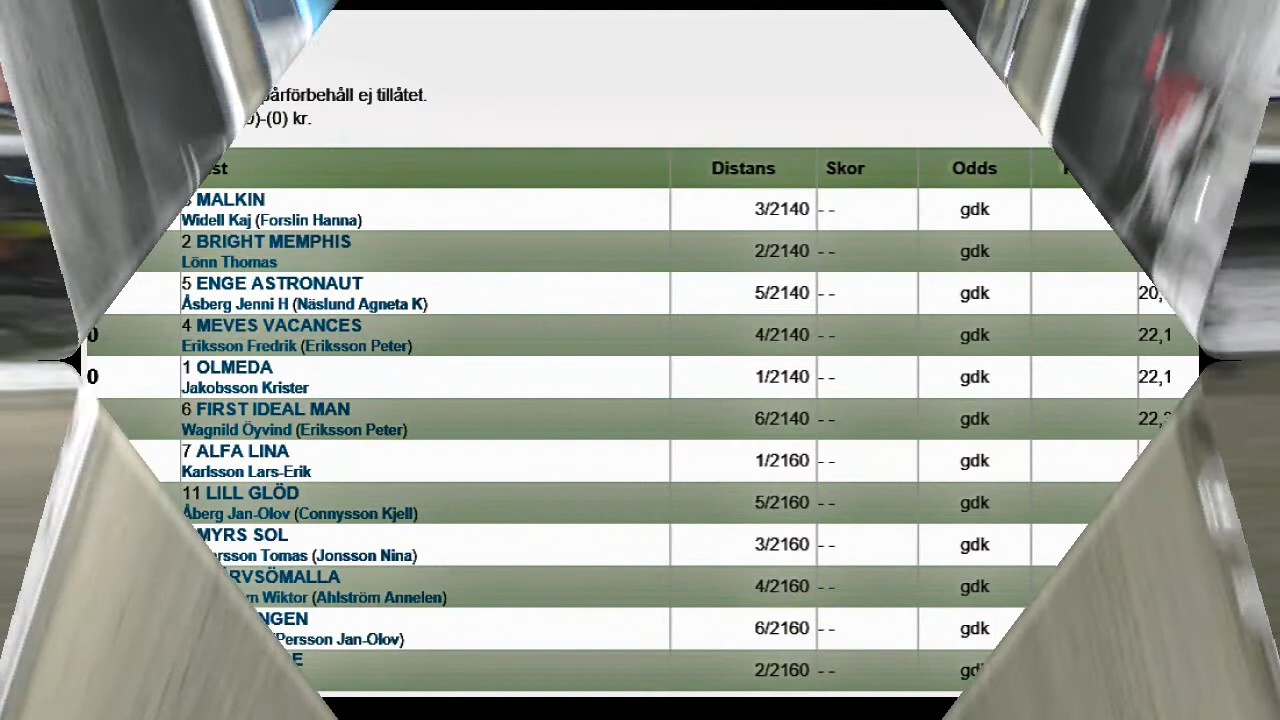 ej tillåtet.
kr.
Distans Skor Odds
MALKIN 3/2140 - - gdk
Widell Kaj (Forslin Hanna)
2 BRIGHT MEMPHIS 2/2140 - - gdk
Lönn Thomas
5 ENGE ASTRONAUT 5/2140 - - gdk
Åsberg Jenni H (Näslund Agneta K)
0 4 MEVES VACANCES 4/2140 - - gdk 22,1
Eriksson Fredrik (Eriksson Peter)
0 1 OLMEDA 1/2140 - - gdk 22,1
Jakobsson Krister
6 FIRST IDEAL MAN 6/2140 - - gdk
Wagnild Öyvind (Eriksson Peter)
7 ALFA LINA 1/2160 - - gdk
Karlsson Lars-Erik
11 LILL GLÖD 5/2160 - - gdk
Åberg Jan-Olov (Connysson Kjell)
MYRS SOL 3/2160 - - gdk
Tomas (Jonsson Nina)
4/2160 - - gdk
Wiktor (Ahlström Annelen)
6/2160 - - gdk
(Persson Jan-Olov)
2/2160 - -